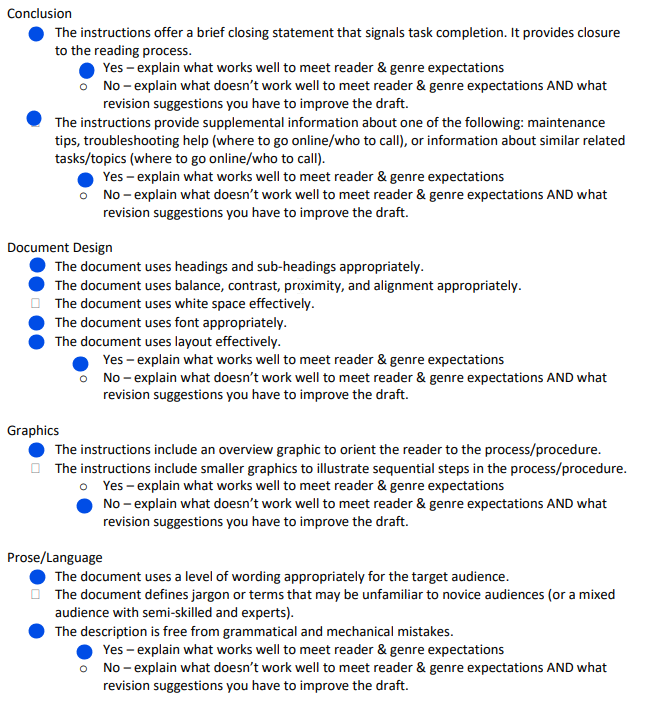 Conclusion
The instructions offer a brief closing statement that signals task completion. It provides closure
to the reading process.
Yes – explain what works well to meet reader & genre expectations
o No – explain what doesn't work well to meet reader & genre expectations AND what
revision suggestions you have to improve the draft.
The instructions provide supplemental information about one of the following: maintenance
tips, troubleshooting help (where to go online/who to call), or information about similar related
tasks/topics (where to go online/who to call).
Yes – explain what works well to meet reader & genre expectations
o No – explain what doesn't work well to meet reader & genre expectations AND what
revision suggestions you have to improve the draft.
Document Design
The document uses headings and sub-headings appropriately.
The document uses balance, contrast, proximity, and alignment appropriately.
The document uses white space effectively.
The document uses font appropriately.
The document uses layout effectively.
Yes – explain what works well to meet reader & genre expectations
o No – explain what doesn't work well to meet reader & genre expectations AND what
revision suggestions you have to improve the draft.
Graphics
The instructions include an overview graphic to orient the reader to the process/procedure.
The instructions include smaller graphics to illustrate sequential steps in the process/procedure.
o Yes – explain what works well to meet reader & genre expectations
No – explain what doesn't work well to meet reader & genre expectations AND what
revision suggestions you have to improve the draft.
Prose/Language
The document uses a level of wording appropriately for the target audience.
The document defines jargon or terms that may be unfamiliar to novice audiences (or a mixed
audience with semi-skilled and experts).
The description is free from grammatical and mechanical mistakes.
Yes – explain what works well to meet reader & genre expectations
o No – explain what doesn't work well to meet reader & genre expectations AND what
revision suggestions you have to improve the draft.